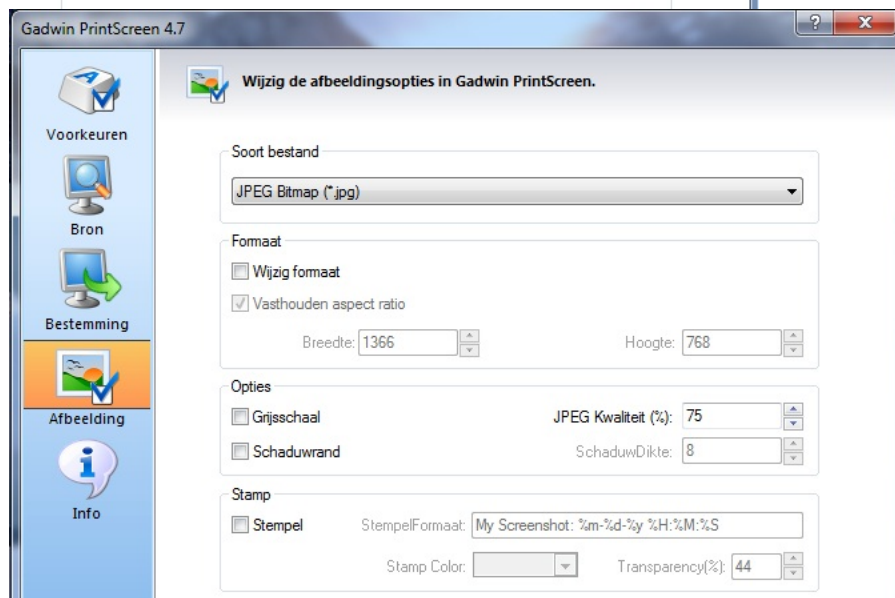 Gadwin PrintScreen 4.7
Wijzig de afbeeldingsopties in Gadwin PrintScreen.
Voorkeuren
Bron
Bestemming
Afbeelding
Info
Soort bestand
JPEG Bitmap (*.jpg)
Formaat
Wijzig formaat
Vasthouden aspect ratio
Breedte: 1366 Hoogte: 768
Opties
Grijsschaal JPEG Kwaliteit (%): 75
Schaduwrand SchaduwDikte: 8
Stamp
Stempel StempelFormaat: My Screenshot: %m-%d-%y %H:%M:%S
Stamp Color: Transparency(%): 44